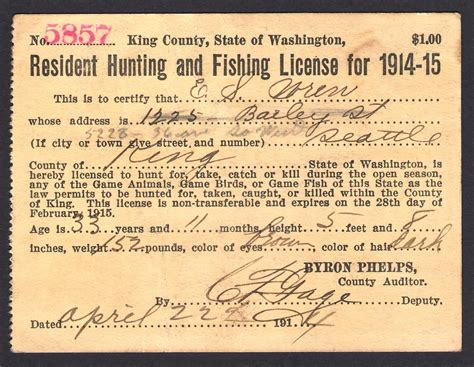 No. 5857 King County, State of Washington, $1.00
Resident Hunting and Fishing License for 1914-15
This is to certify that E. S. Wren
whose address is 1225 Barley St
5228 - 36 ave So West Seattle
(If city or town give street and number)
County of King State of Washington, is
hereby licensed to hunt for, take, catch or kill during the open season,
any of the Game Animals, Game Birds, or Game Fish of this State as the
law permits to be hunted for, taken, caught, or killed within the County
of King. This license is non-transferable and expires on the 28th day of
February, 1915.
Age is 33 years and 11 months, height 5 feet and 8
inches, weight 152 pounds, color of eyes Brown, color of hair Dark
BYRON PHELPS,
County Auditor.
By Gage Deputy.
Dated april 22d 1914